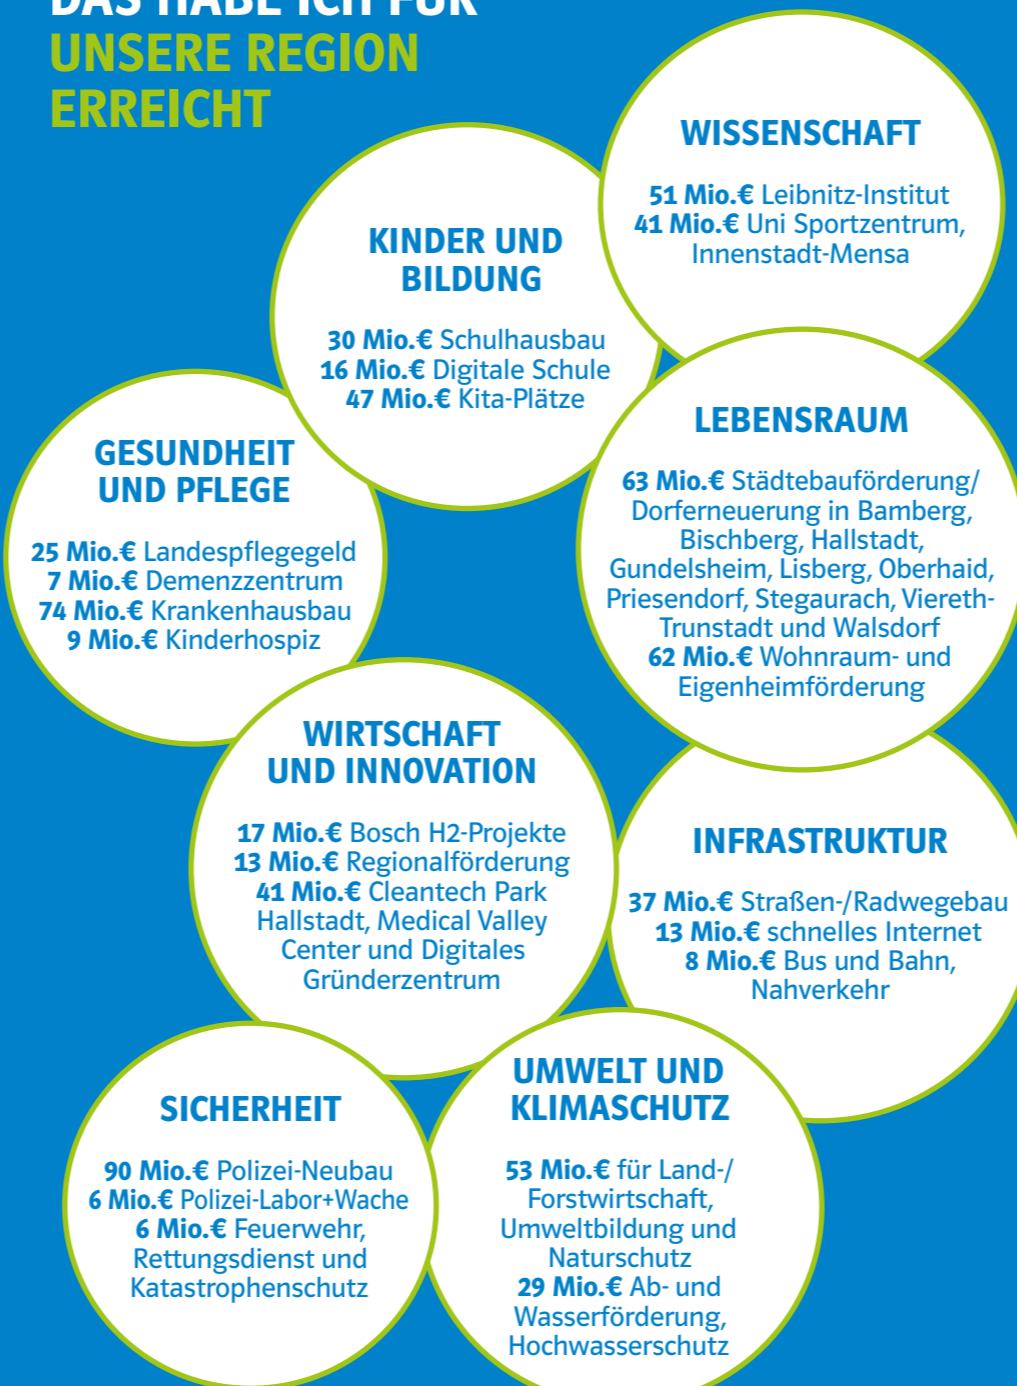 DAS HABE ICH FÜR
UNSERE REGION
ERREICHT
WISSENSCHAFT
51 Mio.€ Leibnitz-Institut
41 Mio.€ Uni Sportzentrum,
Innenstadt-Mensa
KINDER UND
BILDUNG
30 Mio.€ Schulhausbau
16 Mio.€ Digitale Schule
47 Mio.€ Kita-Plätze
LEBENSRAUM
63 Mio.€ Städtebauförderung/
Dorferneuerung in Bamberg,
Bischberg, Hallstadt,
Gundelsheim, Lisberg, Oberhaid,
Priesendorf, Stegaurach, Viereth-
Trunstadt und Walsdorf
62 Mio.€ Wohnraum- und
Eigenheimförderung
GESUNDHEIT
UND PFLEGE
25 Mio.€ Landespflegegeld
7 Mio.€ Demenzzentrum
74 Mio.€ Krankenhausbau
9 Mio.€ Kinderhospiz
WIRTSCHAFT
UND INNOVATION
17 Mio.€ Bosch H2-Projekte
13 Mio.€ Regionalförderung
41 Mio.€ Cleantech Park
Hallstadt, Medical Valley
Center und Digitales
Gründerzentrum
INFRASTRUKTUR
37 Mio.€ Straßen-/Radwegebau
13 Mio.€ schnelles Internet
8 Mio.€ Bus und Bahn,
Nahverkehr
SICHERHEIT
90 Mio.€ Polizei-Neubau
6 Mio.€ Polizei-Labor+Wache
6 Mio.€ Feuerwehr,
Rettungsdienst und
Katastrophenschutz
UMWELT UND
KLIMASCHUTZ
53 Mio.€ für Land-/
Forstwirtschaft,
Umweltbildung und
Naturschutz
29 Mio.€ Ab- und
Wasserförderung,
Hochwasserschutz